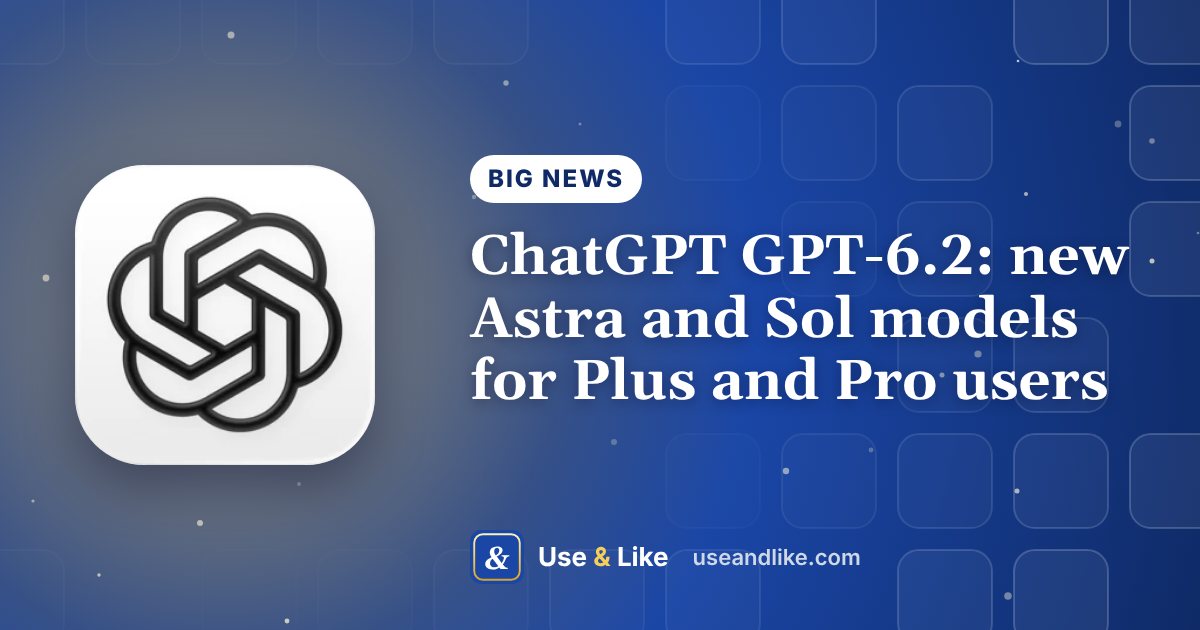 BIG NEWS
ChatGPT GPT-6.2: new
Astra and Sol models
for Plus and Pro users
& Use & Like useandlike.com